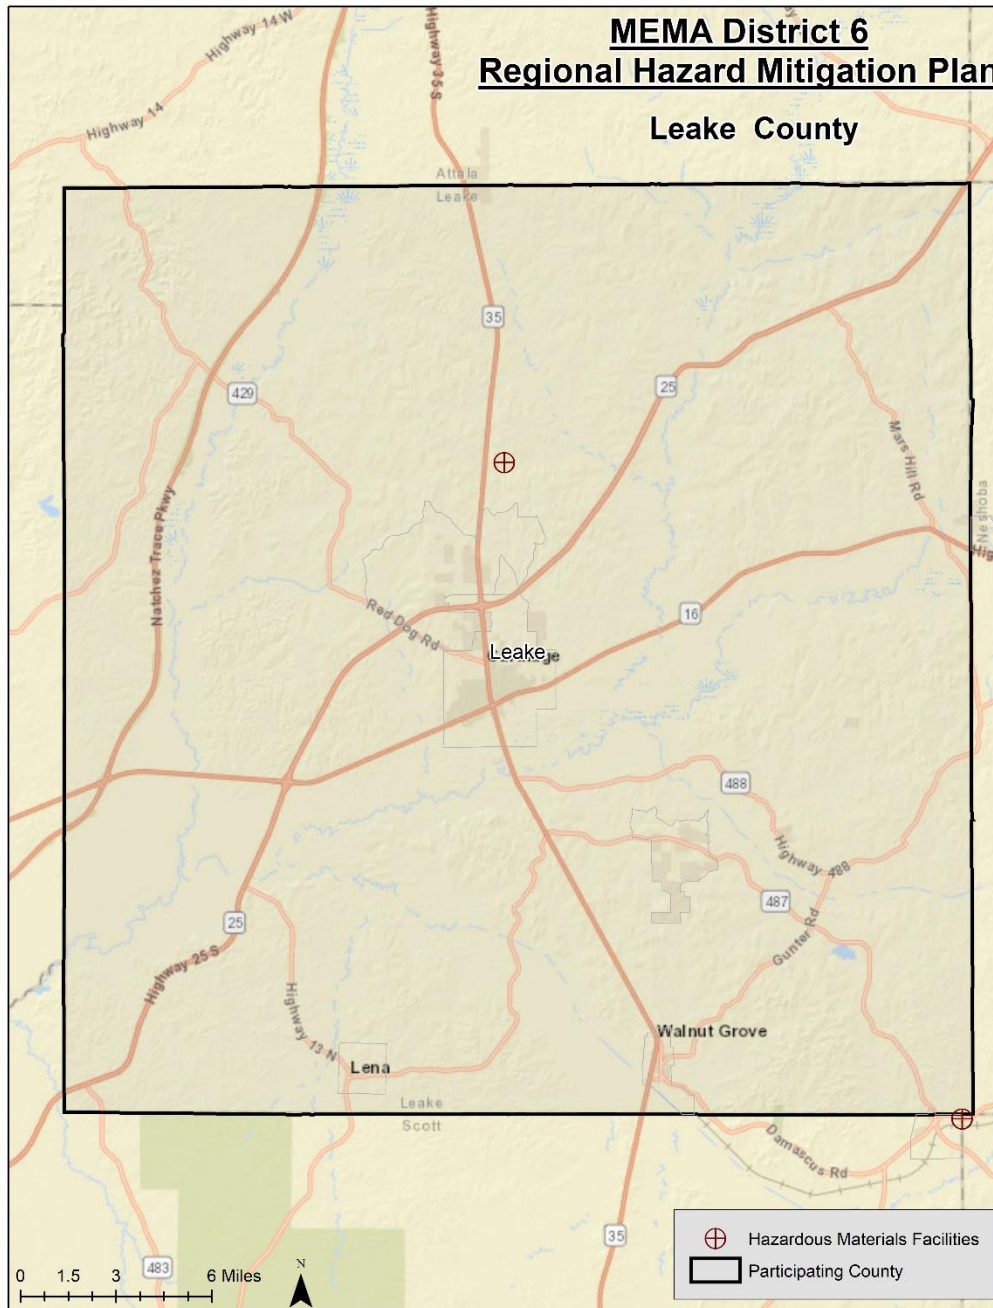 MEMA District 6
Regional Hazard Mitigation Plan
Leake County
Highway 14 W
Highway 35 S
Highway 14
Attala
Leake
35
25
429
Mars Hill Rd
Neshoba
Natchez Trace Pkwy
16
Red Dog Rd
Leake
488
Highway 488
487
Gunter Rd
25
Highway 25 S
Highway 13 N
Walnut Grove
Lena
Leake
Scott
Damascus Rd
35
483
0 1.5 3 6 Miles
N
Hazardous Materials Facilities
Participating County